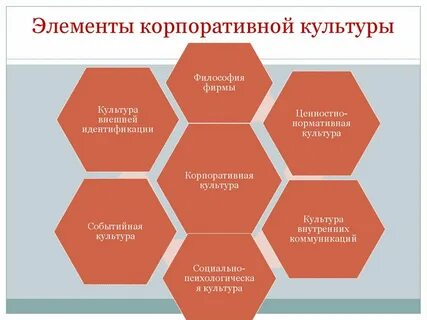 Элементы корпоративной культуры
Философия
фирмы
Культура
внешней
идентификации
Ценностно-
нормативная
культура
Корпоративная
культура
Событийная
культура
Культура
внутренних
коммуникаций
Социально-
психологическа
я культура